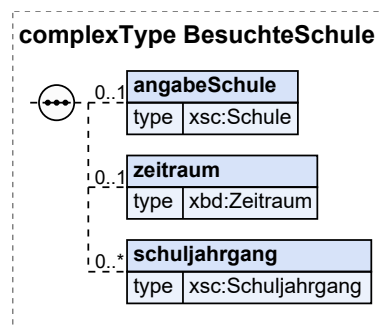 complexType BesuchteSchule
0..1
angabeSchule
type xsc:Schule
0..1
zeitraum
type xbd:Zeitraum
0..*
schuljahrgang
type xsc:Schuljahrgang